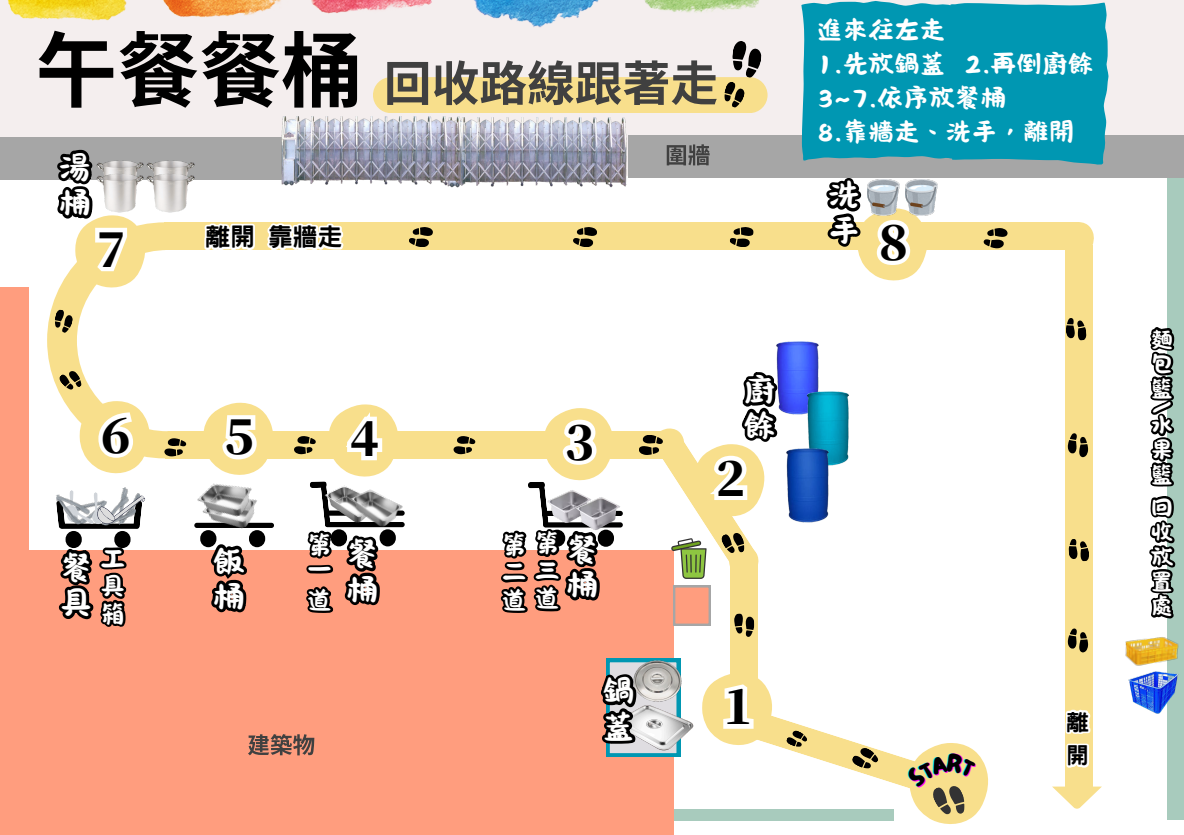 午餐餐桶 回收路線跟著走
進來往左走
1.先放鍋蓋 2.再倒廚餘
3~7.依序放餐桶
8.靠牆走、洗手，離開
圍牆
湯桶
7
離開 靠牆走
洗手
8
廚餘
6
5
4
3
2
餐具
工具箱
飯桶
第一道
餐桶
第二道
第三道
餐桶
鍋蓋
1
START
建築物
麵包籃/水果籃 回收放置處
離開